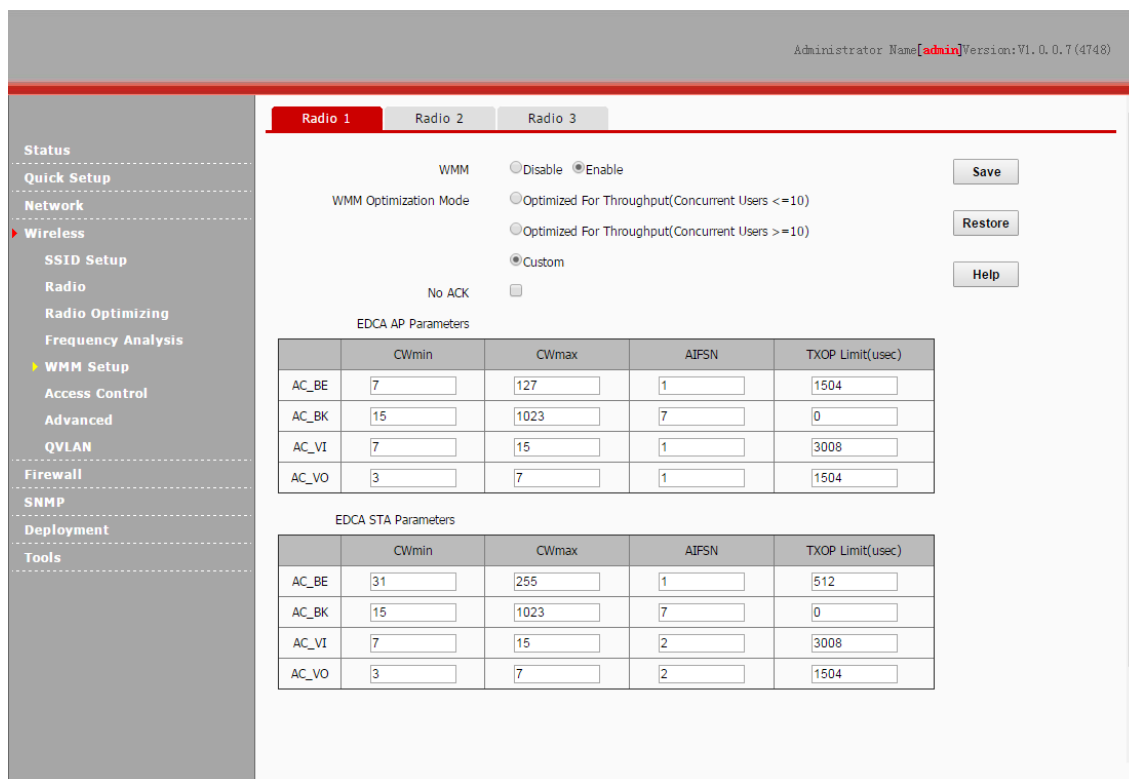 Administrator Name[admin]Version:V1.0.0.7(4748)
Radio 1 Radio 2 Radio 3
Status
Quick Setup
Network
Wireless
SSID Setup
Radio
Radio Optimizing
Frequency Analysis
WMM Setup
Access Control
Advanced
QVLAN
Firewall
SNMP
Deployment
Tools
WMM Disable Enable
WMM Optimization Mode Optimized For Throughput(Concurrent Users <=10)
Optimized For Throughput(Concurrent Users >=10)
Custom
No ACK
Save
Restore
Help
EDCA AP Parameters
CWmin CWmax AIFSN TXOP Limit(usec)
AC_BE 7 127 1 1504
AC_BK 15 1023 7 0
AC_VI 7 15 1 3008
AC_VO 3 7 1 1504
EDCA STA Parameters
CWmin CWmax AIFSN TXOP Limit(usec)
AC_BE 31 255 1 512
AC_BK 15 1023 7 0
AC_VI 7 15 2 3008
AC_VO 3 7 2 1504